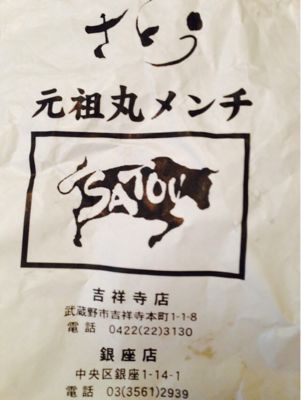 さとう
元祖丸メンチ
SATOU
吉祥寺店
武蔵野市吉祥寺本町1-1-8
電話 0422(22)3130
銀座店
中央区銀座1-14-1
電話 03(3561)2939